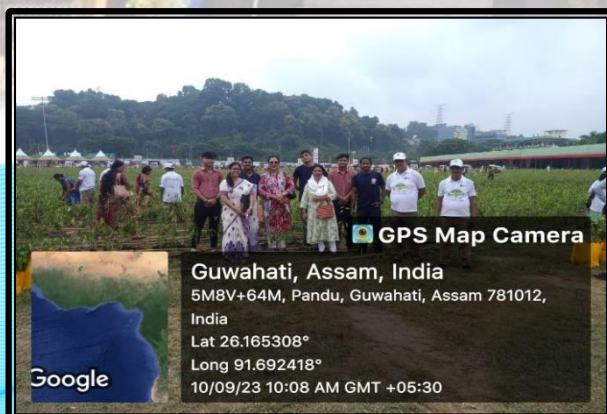 GPS Map Camera
Guwahati, Assam, India
5M8V+64M, Pandu, Guwahati, Assam 781012,
India
Lat 26.165308°
Long 91.692418°
10/09/23 10:08 AM GMT +05:30
Google